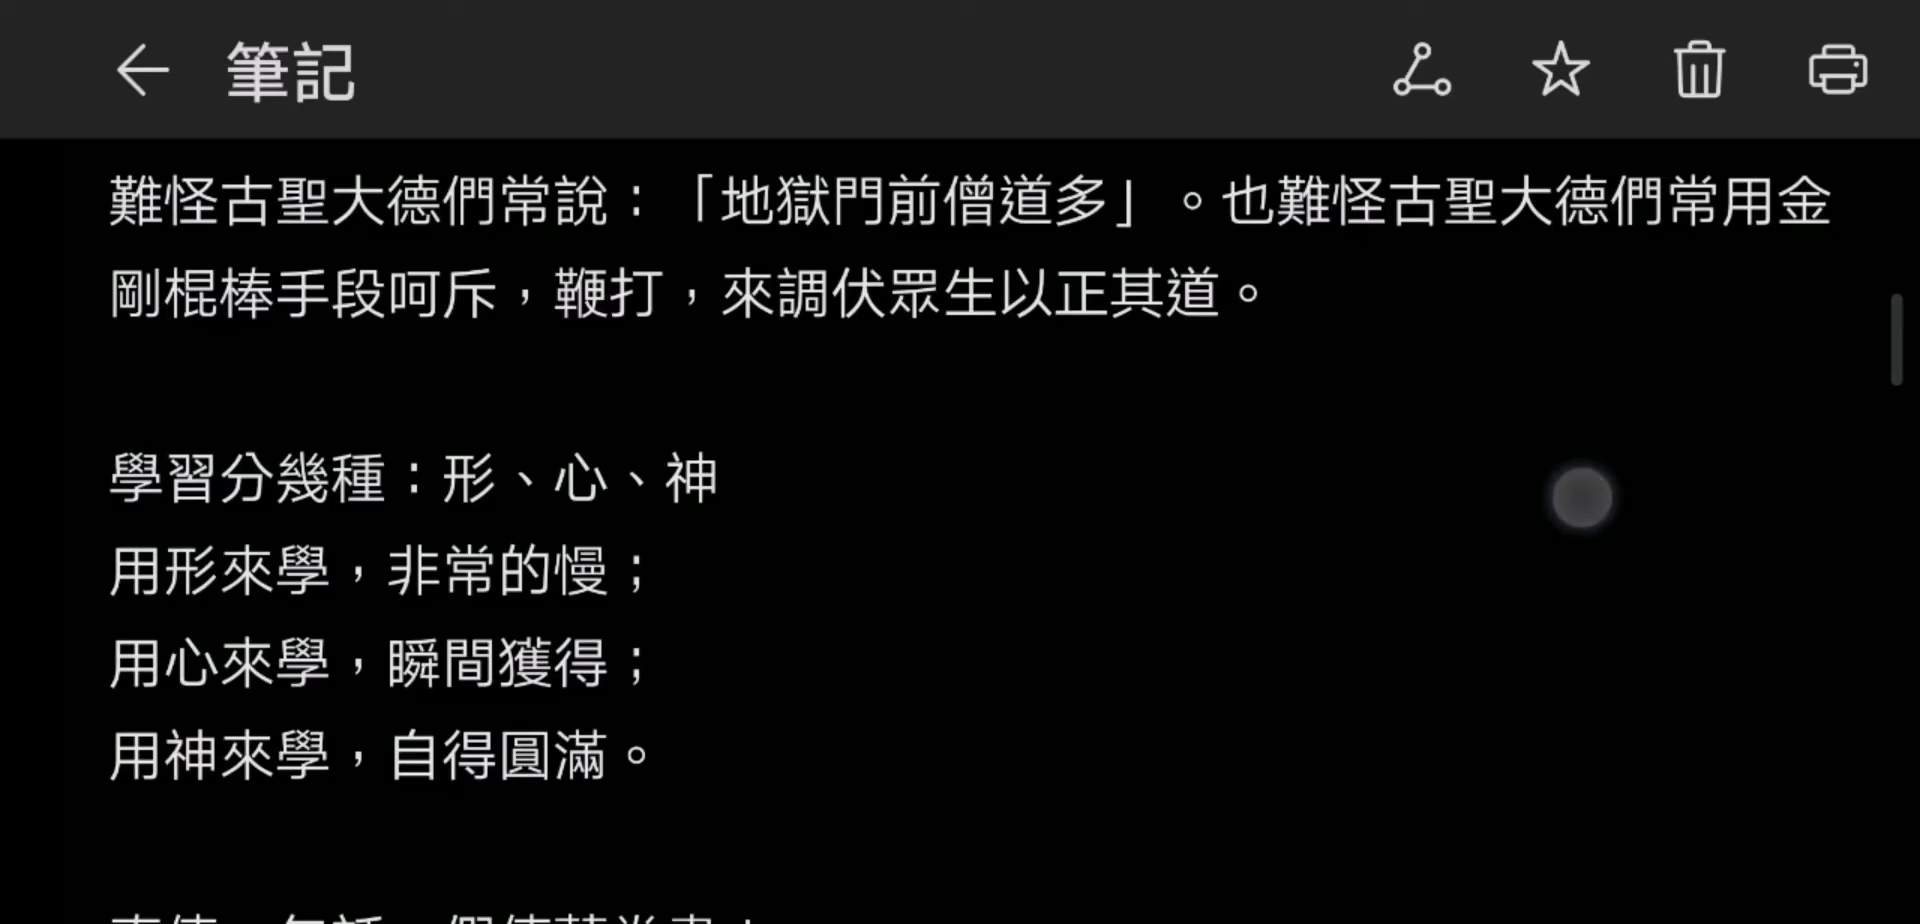 筆記
難怪古聖大德們常說：「地獄門前僧道多」。也難怪古聖大德們常用金
剛棍棒手段呵斥，鞭打，來調伏眾生以正其道。
學習分幾種：形、心、神
用形來學，非常的慢；
用心來學，瞬間獲得；
用神來學，自得圓滿。